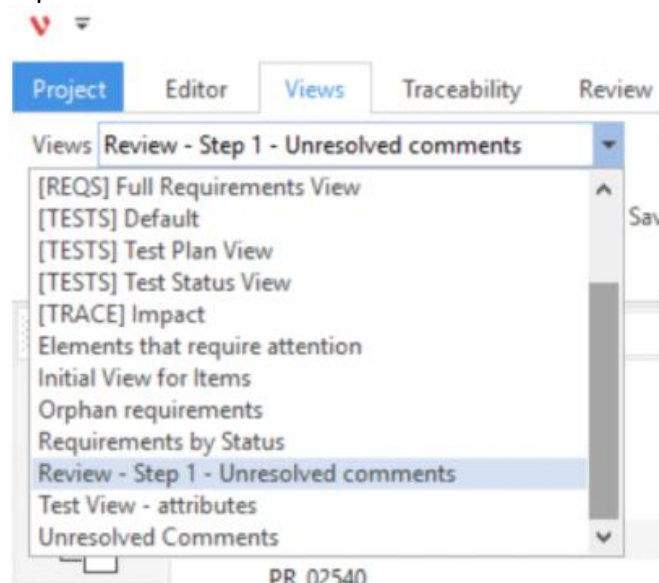 Project Editor Views Traceability Review
Views Review - Step 1 - Unresolved comments
[REQS] Full Requirements View
[TESTS] Default
Sav
[TESTS] Test Plan View
[TESTS] Test Status View
[TRACE] Impact
Elements that require attention
Initial View for Items
Orphan requirements
Requirements by Status
Review - Step 1 - Unresolved comments
Test View - attributes
Unresolved Comments
PR_02540